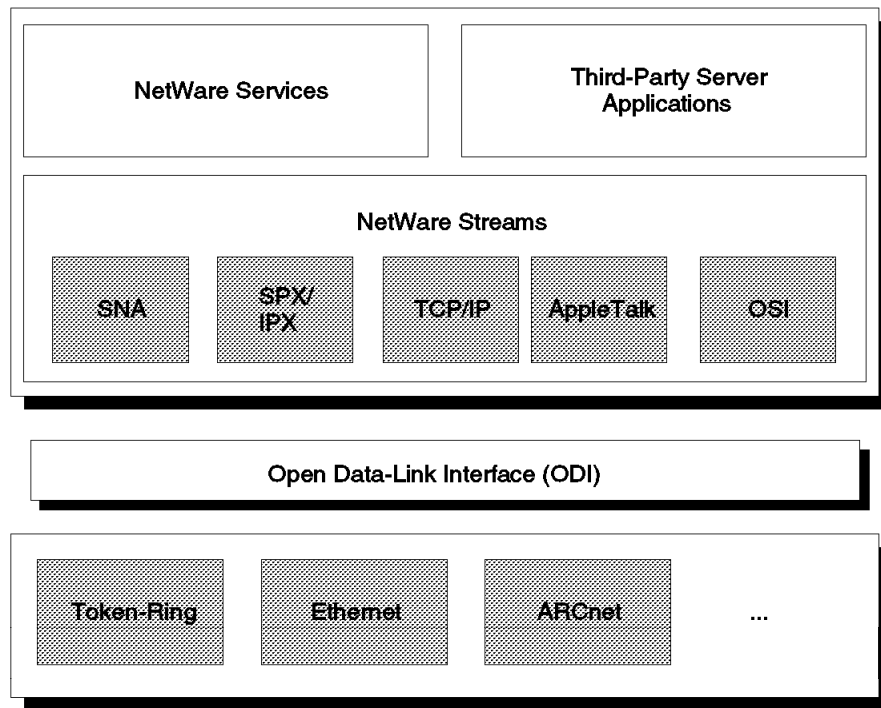 NetWare Services
Third-Party Server
Applications
NetWare Streams
SNA
SPX/
IPX
TCP/IP
AppleTalk
OSI
Open Data-Link Interface (ODI)
Token-Ring
Ethernet
ARCnet
...